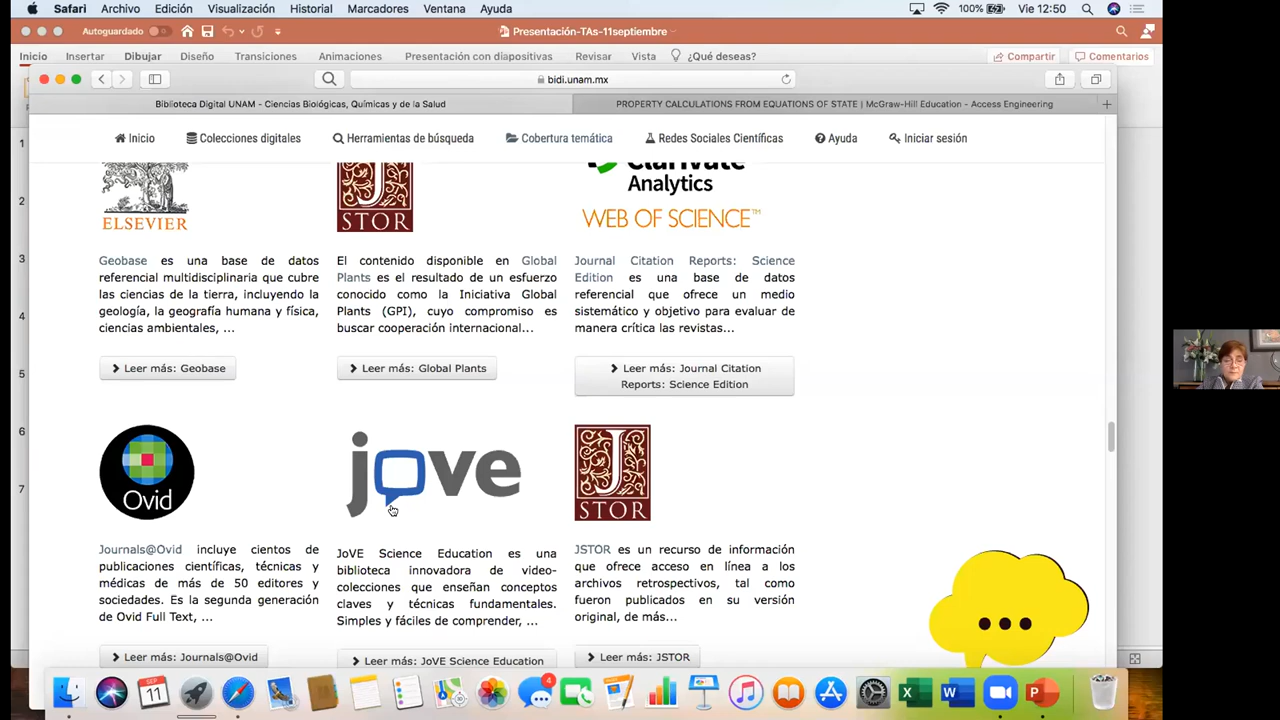 Safari Archivo Edición Visualización Historial Marcadores Ventana Ayuda 100% Vie 12:50
Autoguardado Presentación-TAs-11septiembre
Inicio Insertar Dibujar Diseño Transiciones Animaciones Presentación con diapositivas Revisar Vista ¿Qué deseas? Compartir Comentarios
bidi.unam.mx
Biblioteca Digital UNAM - Ciencias Biológicas, Químicas y de la Salud
PROPERTY CALCULATIONS FROM EQUATIONS OF STATE | McGraw-Hill Education - Access Engineering
Inicio Colecciones digitales Herramientas de búsqueda Cobertura temática Redes Sociales Científicas Ayuda Iniciar sesión
1
2
3
4
5
6
7
ELSEVIER
Geobase es una base de datos
referencial multidisciplinaria que cubre
las ciencias de la tierra, incluyendo la
geología, la geografía humana y física,
ciencias ambientales, ...
Leer más: Geobase
J
STOR
El contenido disponible en Global
Plants es el resultado de un esfuerzo
conocido como la Iniciativa Global
Plants (GPI), cuyo compromiso es
buscar cooperación internacional...
Leer más: Global Plants
Clarivate
Analytics
WEB OF SCIENCE™
Journal Citation Reports: Science
Edition es una base de datos
referencial que ofrece un medio
sistemático y objetivo para evaluar de
manera crítica las revistas...
Leer más: Journal Citation
Reports: Science Edition
Ovid
Journals@Ovid incluye cientos de
publicaciones científicas, técnicas y
médicas de más de 50 editores y
sociedades. Es la segunda generación
de Ovid Full Text, ...
Leer más: Journals@Ovid
jove
JoVE Science Education es una
biblioteca innovadora de video-
colecciones que enseñan conceptos
claves y técnicas fundamentales.
Simples y fáciles de comprender, ...
Leer más: JoVE Science Education
J
STOR
JSTOR es un recurso de información
que ofrece acceso en línea a los
archivos retrospectivos, tal como
fueron publicados en su versión
original, de más...
Leer más: JSTOR
SEP
11
4
X
W
P